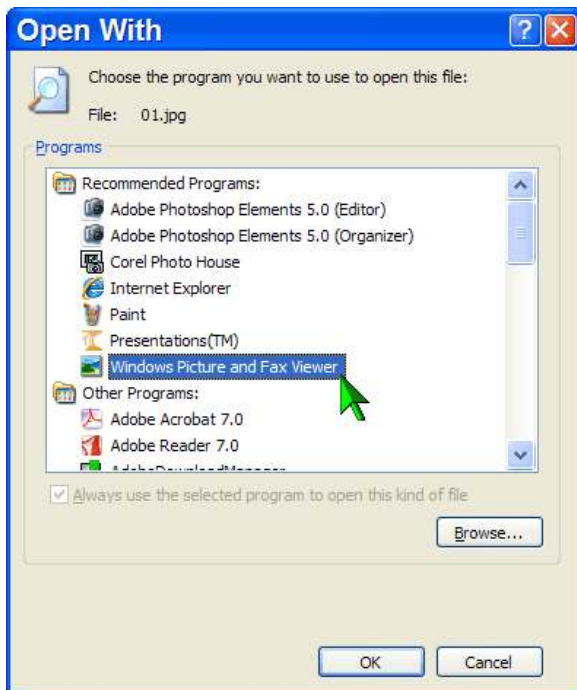 Open With
?
Choose the program you want to use to open this file:
File: 01.jpg
Programs
Recommended Programs:
Adobe Photoshop Elements 5.0 (Editor)
Adobe Photoshop Elements 5.0 (Organizer)
Corel Photo House
Internet Explorer
Paint
Presentations(TM)
Windows Picture and Fax Viewer
Other Programs:
Adobe Acrobat 7.0
Adobe Reader 7.0
AdobeDownloadManager
Always use the selected program to open this kind of file
Browse...
OK Cancel